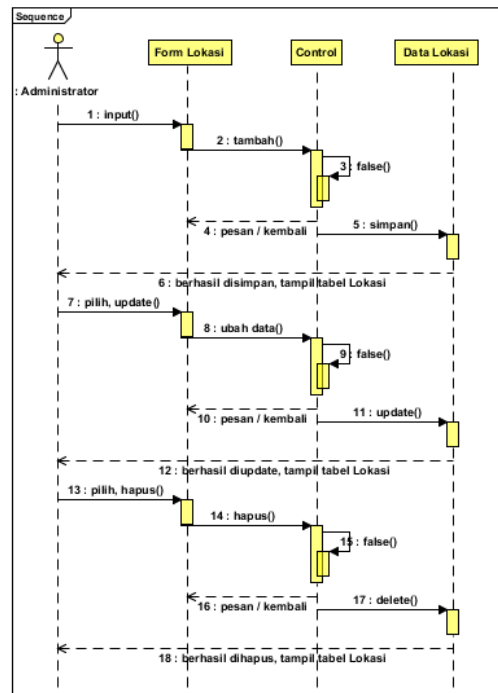 Sequence
Form Lokasi
Control
Data Lokasi
: Administrator
1 : input()
2 : tambah()
3 : false()
4 : pesan / kembali
5 : simpan()
6 : berhasil disimpan, tampil tabel Lokasi
7 : pilih, update()
8 : ubah data()
9 : false()
10 : pesan / kembali
11 : update()
12 : berhasil diupdate, tampil tabel Lokasi
13 : pilih, hapus()
14 : hapus()
15 : false()
16 : pesan / kembali
17 : delete()
18 : berhasil dihapus, tampil tabel Lokasi